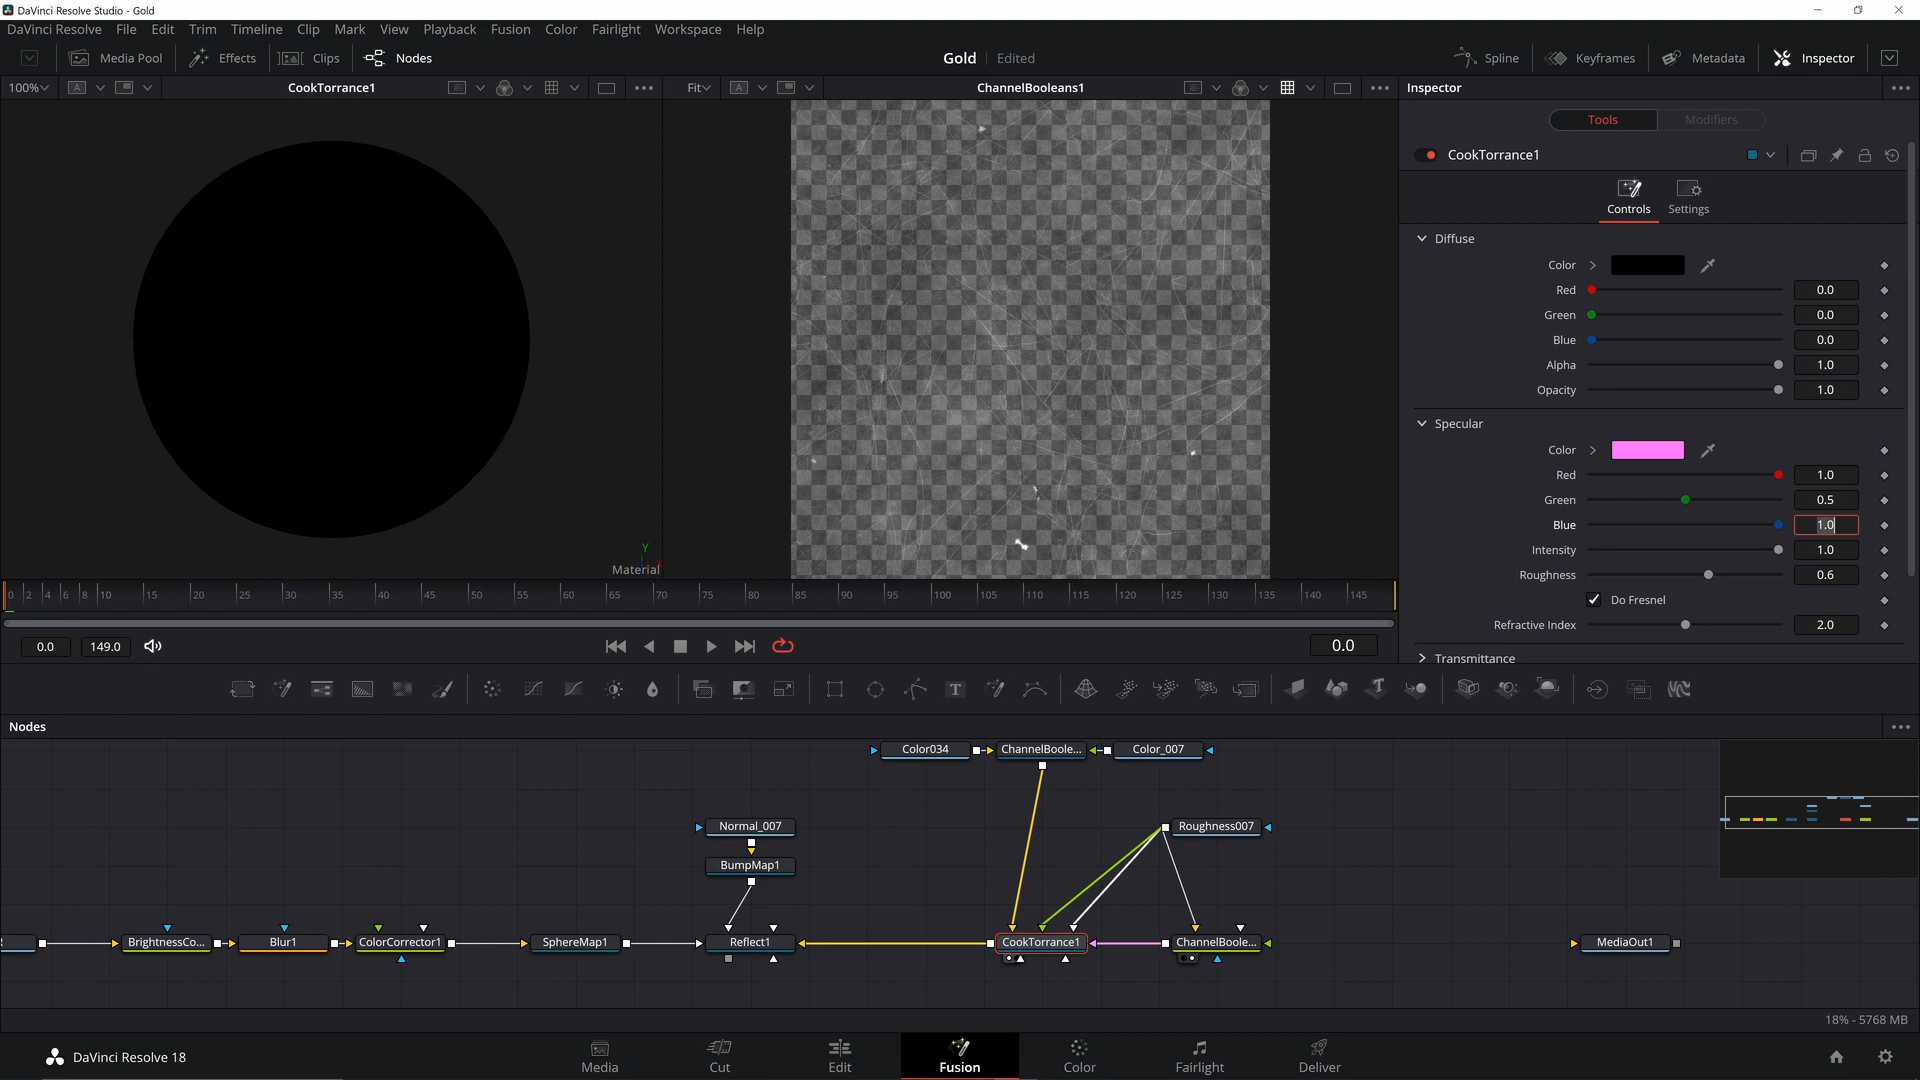 DaVinci Resolve Studio - Gold
DaVinci Resolve File Edit Trim Timeline Clip Mark View Playback Fusion Color Fairlight Workspace Help
Media Pool Effects Clips Nodes Gold Edited Spline Keyframes Metadata Inspector
100% A CookTorrance1 Fit A ChannelBooleans1 Inspector
Tools Modifiers
CookTorrance1
Controls Settings
Diffuse
Color
Red 0.0
Green 0.0
Blue 0.0
Alpha 1.0
Opacity 1.0
Specular
Color
Red 1.0
Green 0.5
Blue 1.0
Intensity 1.0
Roughness 0.6
Do Fresnel
Refractive Index 2.0
Transmittance
Y
Material
0 2 4 6 8 10 15 20 25 30 35 40 45 50 55 60 65 70 75 80 85 90 95 100 105 110 115 120 125 130 135 140 145
0.0 149.0 0.0
T T
Nodes
Color034 ChannelBoole... Color_007
Normal_007 Roughness007
BumpMap1
R BrightnessCo... Blur1 ColorCorrector1 SphereMap1 Reflect1 CookTorrance1 ChannelBoole... MediaOut1
18% - 5768 MB
DaVinci Resolve 18 Media Cut Edit Fusion Color Fairlight Deliver